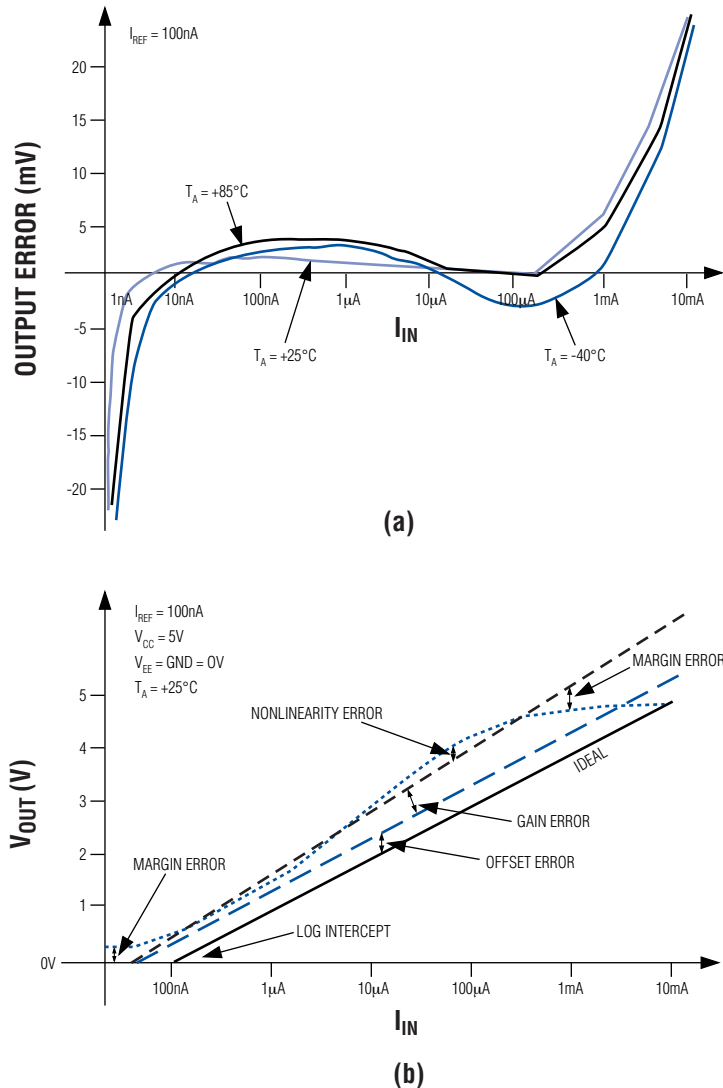 I_REF = 100nA
20
15
10
5
0
-5
-10
-15
-20
OUTPUT ERROR (mV)
T_A = +85°C
1nA 10nA 100nA 1µA 10µA 100µA 1mA 10mA
I_IN
T_A = +25°C
T_A = -40°C
(a)
I_REF = 100nA
V_CC = 5V
V_EE = GND = 0V
T_A = +25°C
MARGIN ERROR
NONLINEARITY ERROR
IDEAL
GAIN ERROR
OFFSET ERROR
MARGIN ERROR
LOG INTERCEPT
5
4
3
2
1
0V
V_OUT (V)
100nA 1µA 10µA 100µA 1mA 10mA
I_IN
(b)